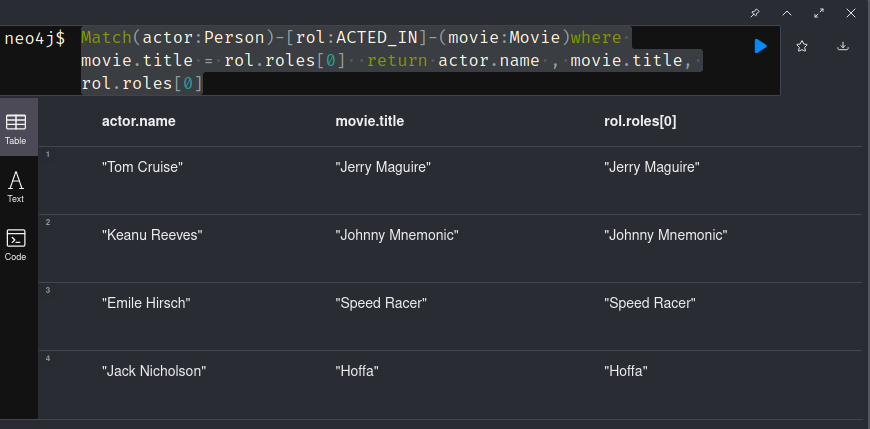 neo4j$ Match(actor:Person)-[rol:ACTED_IN]-(movie:Movie)where
movie.title = rol.roles[0]  return actor.name , movie.title,
rol.roles[0]
Table
Text
Code
actor.name movie.title rol.roles[0]
1 "Tom Cruise" "Jerry Maguire" "Jerry Maguire"
2 "Keanu Reeves" "Johnny Mnemonic" "Johnny Mnemonic"
3 "Emile Hirsch" "Speed Racer" "Speed Racer"
4 "Jack Nicholson" "Hoffa" "Hoffa"